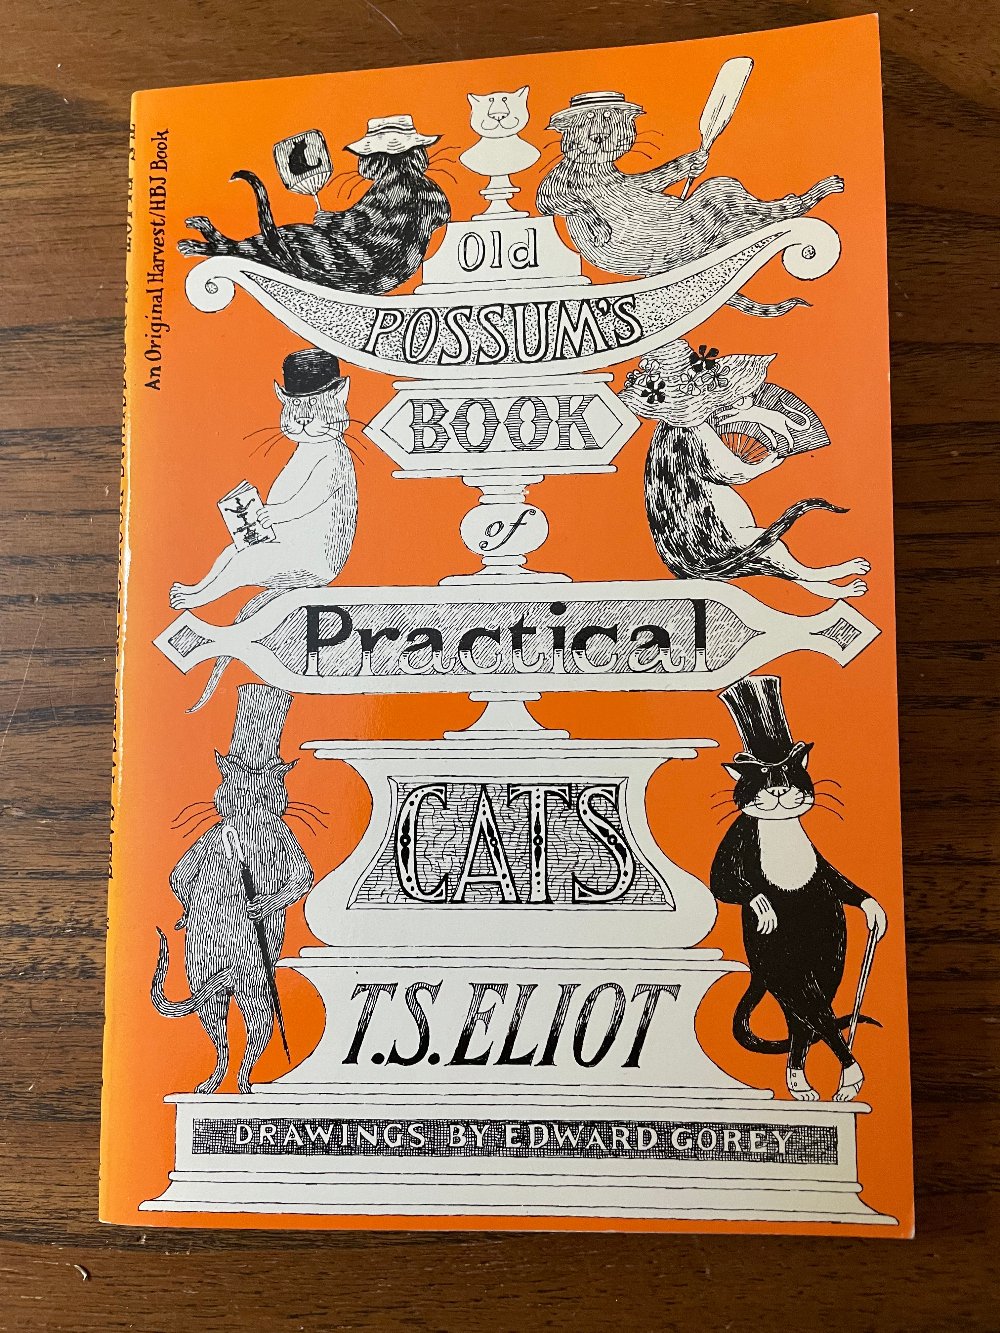 An Original Harvest/HBJ Book
Old
POSSUM'S
BOOK
of
Practical
CATS
T.S. ELIOT
DRAWINGS BY EDWARD GOREY